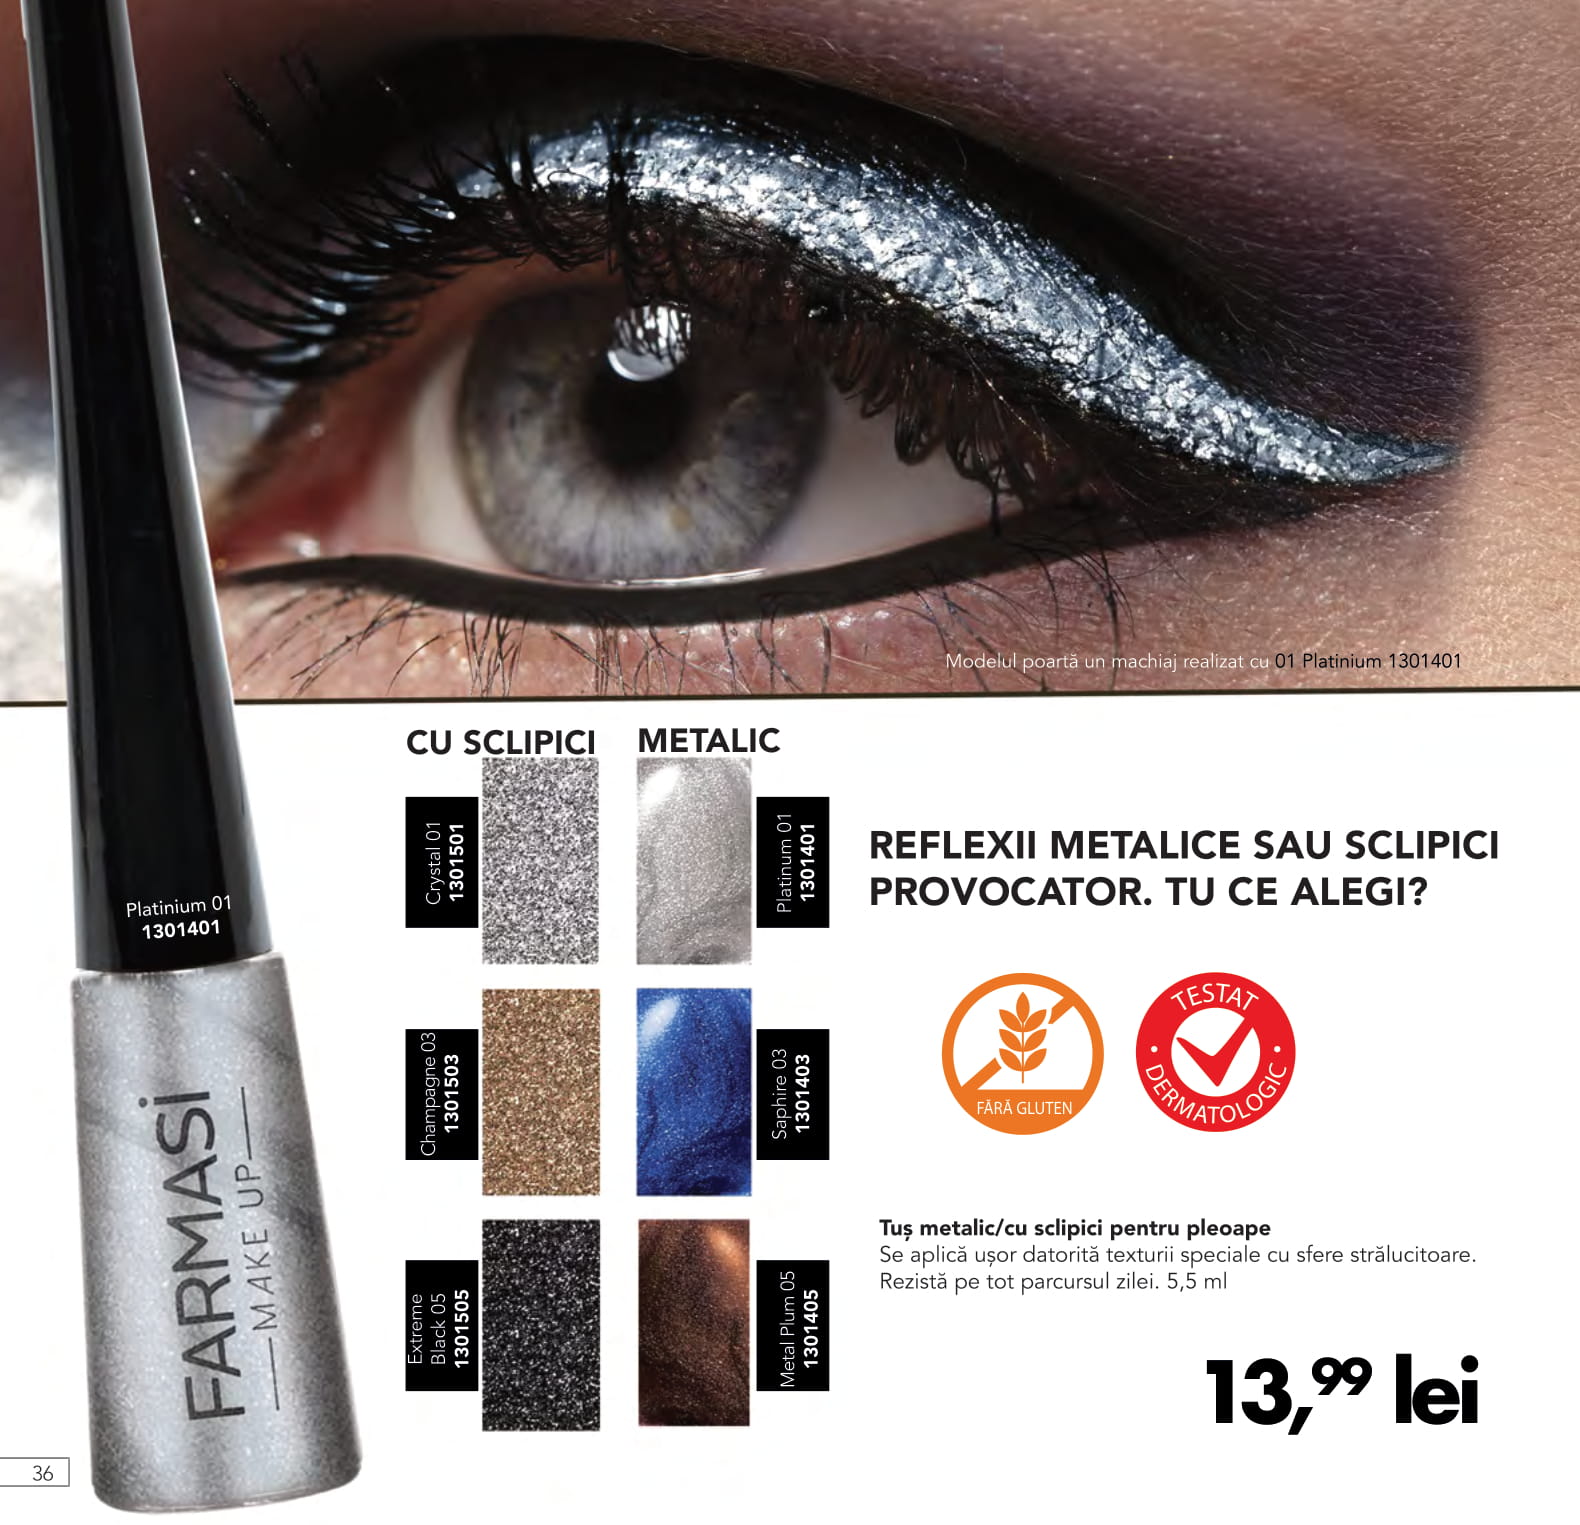 Modelul poartă un machiaj realizat cu 01 Platinium 1301401
Platinium 01
1301401
FARMASi
MAKE UP
CU SCLIPICI
METALIC
Crystal 01
1301501
Platinum 01
1301401
Champagne 03
1301503
Saphire 03
1301403
Extreme
Black 05
1301505
Metal Plum 05
1301405
REFLEXII METALICE SAU SCLIPICI
PROVOCATOR. TU CE ALEGI?
FĂRĂ GLUTEN
TESTAT
DERMATOLOGIC
Tuș metalic/cu sclipici pentru pleoape
Se aplică ușor datorită texturii speciale cu sfere strălucitoare.
Rezistă pe tot parcursul zilei. 5,5 ml
13,99 lei
36